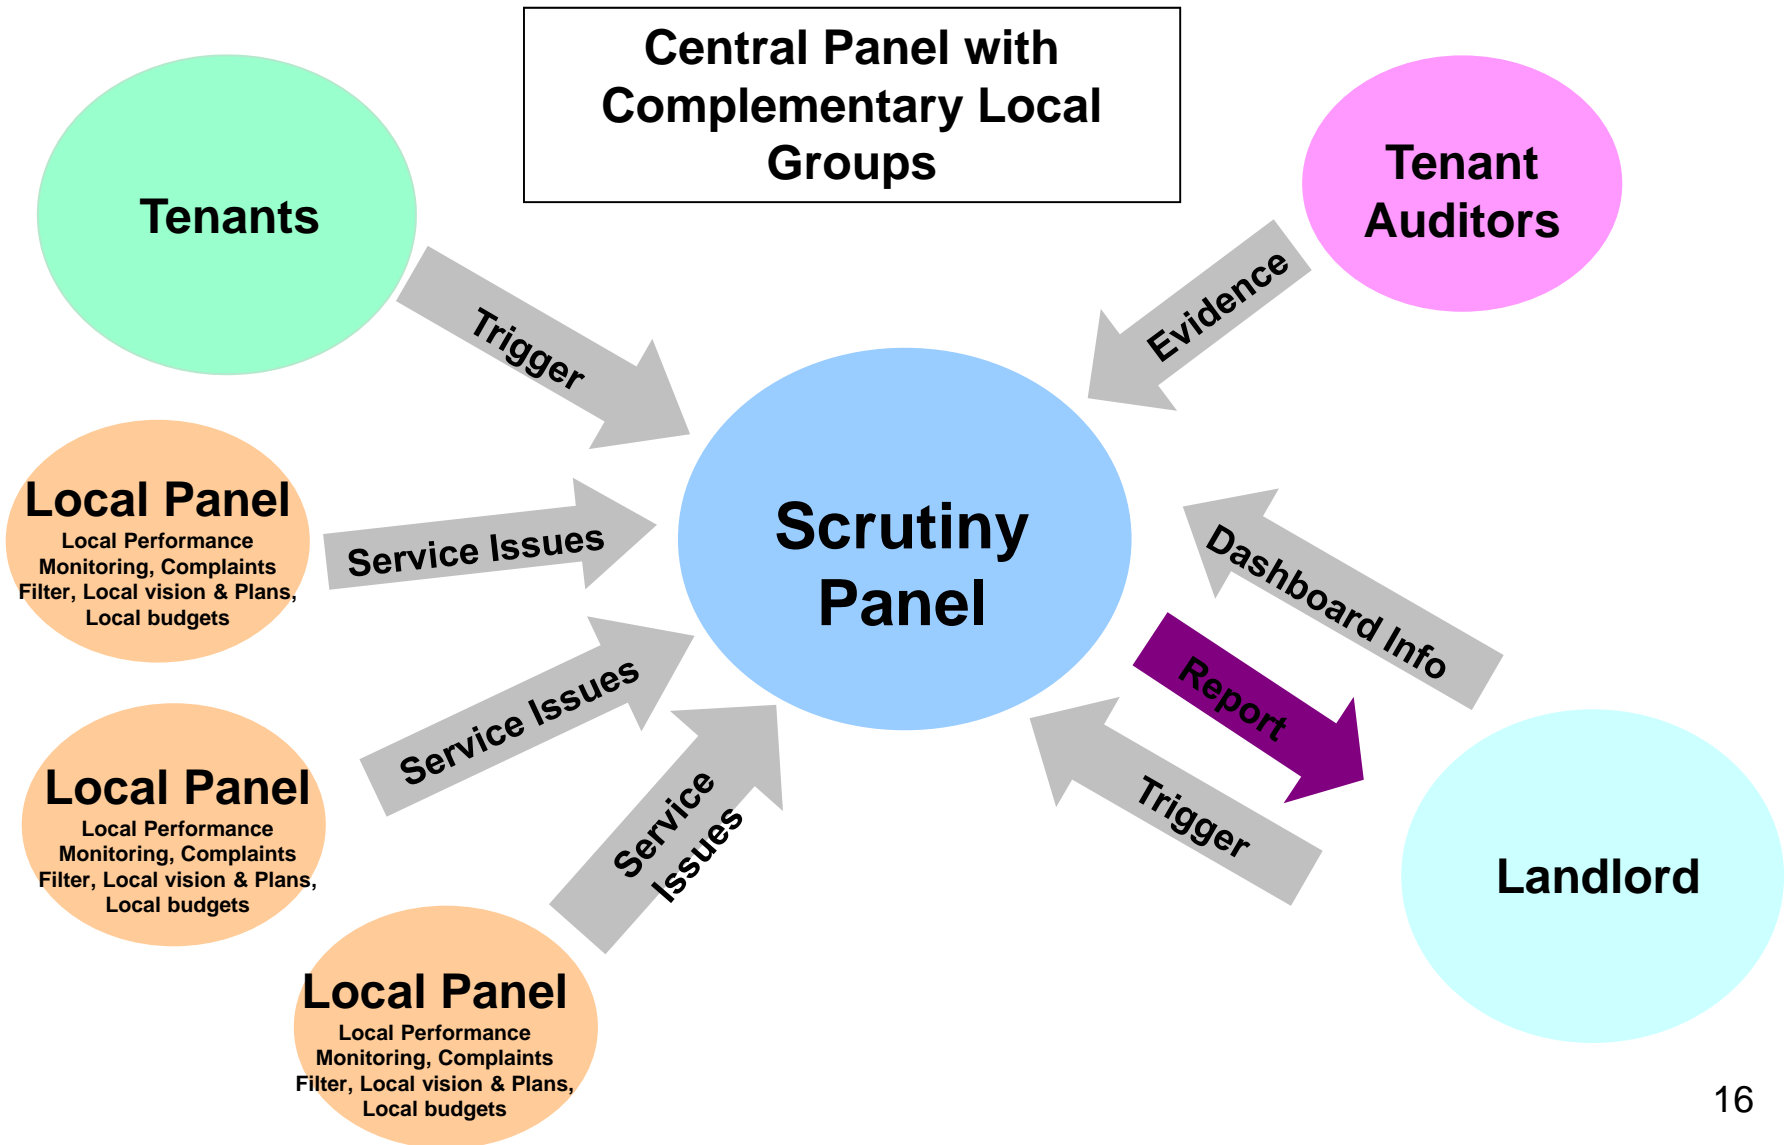 Central Panel with
Complementary Local
Groups
Tenants
Tenant
Auditors
Trigger
Evidence
Local Panel
Local Performance
Monitoring, Complaints
Filter, Local vision & Plans,
Local budgets
Service Issues
Scrutiny
Panel
Dashboard Info
Report
Trigger
Landlord
Local Panel
Local Performance
Monitoring, Complaints
Filter, Local vision & Plans,
Local budgets
Service Issues
Service
Issues
Local Panel
Local Performance
Monitoring, Complaints
Filter, Local vision & Plans,
Local budgets
16